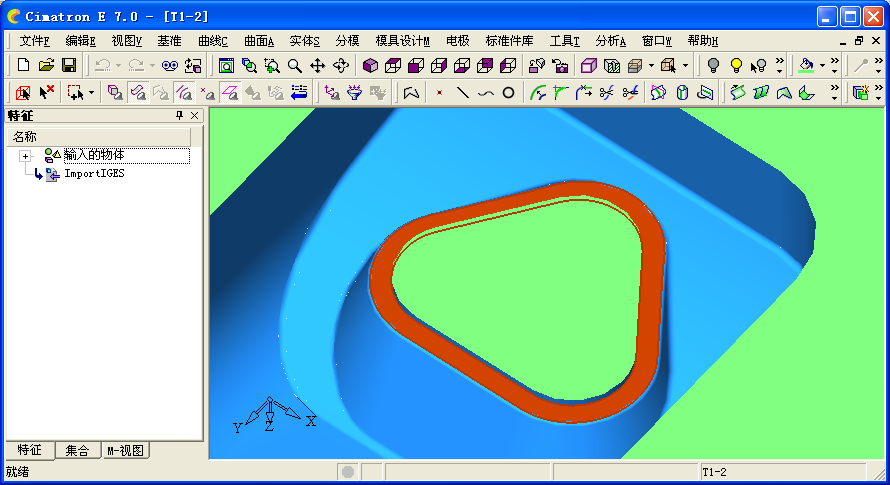 Cimatron E 7.0 - [T1-2]
文件F 编辑E 视图V 基准 曲线C 曲面A 实体S 分模 模具设计M 电极 标准件库 工具T 分析A 窗口W 帮助H
特征
名称
输入的物体
ImportIGES
Y Z X
特征 集合 M-视图
就绪 T1-2